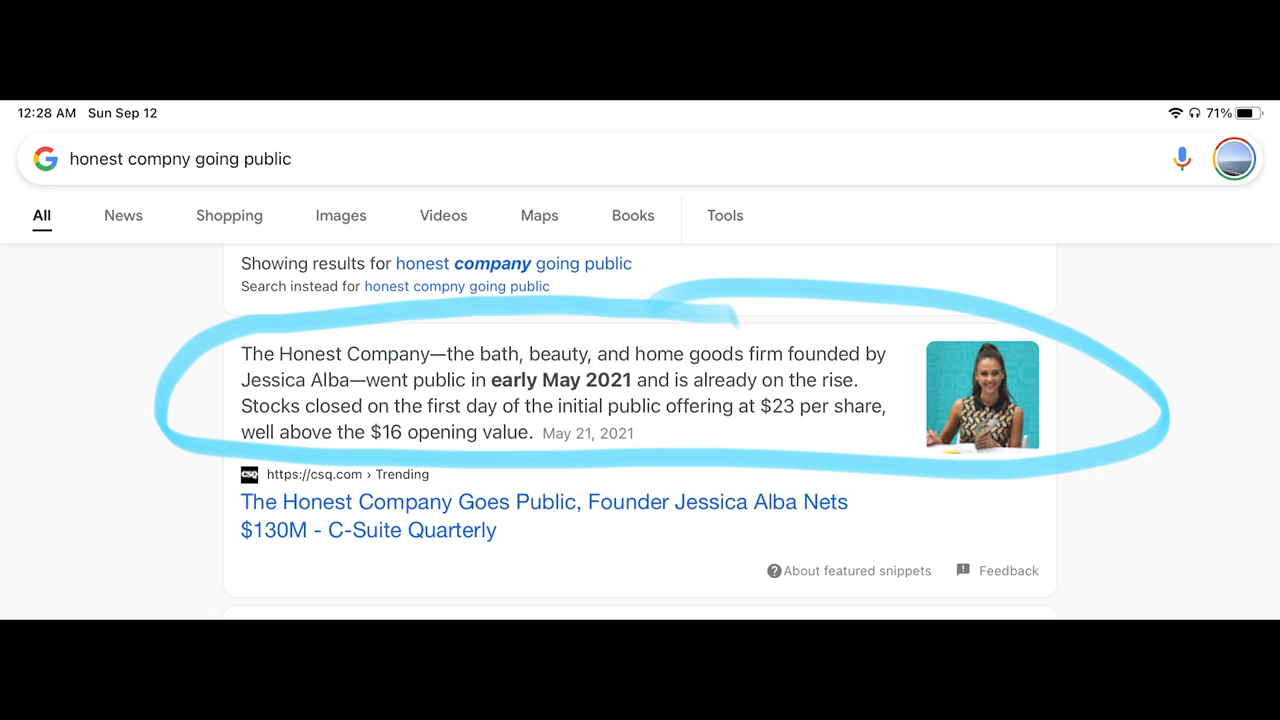 12:28 AM Sun Sep 12
71%
honest compny going public
All News Shopping Images Videos Maps Books Tools
Showing results for honest company going public
Search instead for honest compny going public
The Honest Company—the bath, beauty, and home goods firm founded by
Jessica Alba—went public in early May 2021 and is already on the rise.
Stocks closed on the first day of the initial public offering at $23 per share,
well above the $16 opening value. May 21, 2021
CSQ https://csq.com › Trending
The Honest Company Goes Public, Founder Jessica Alba Nets
$130M - C-Suite Quarterly
About featured snippets Feedback